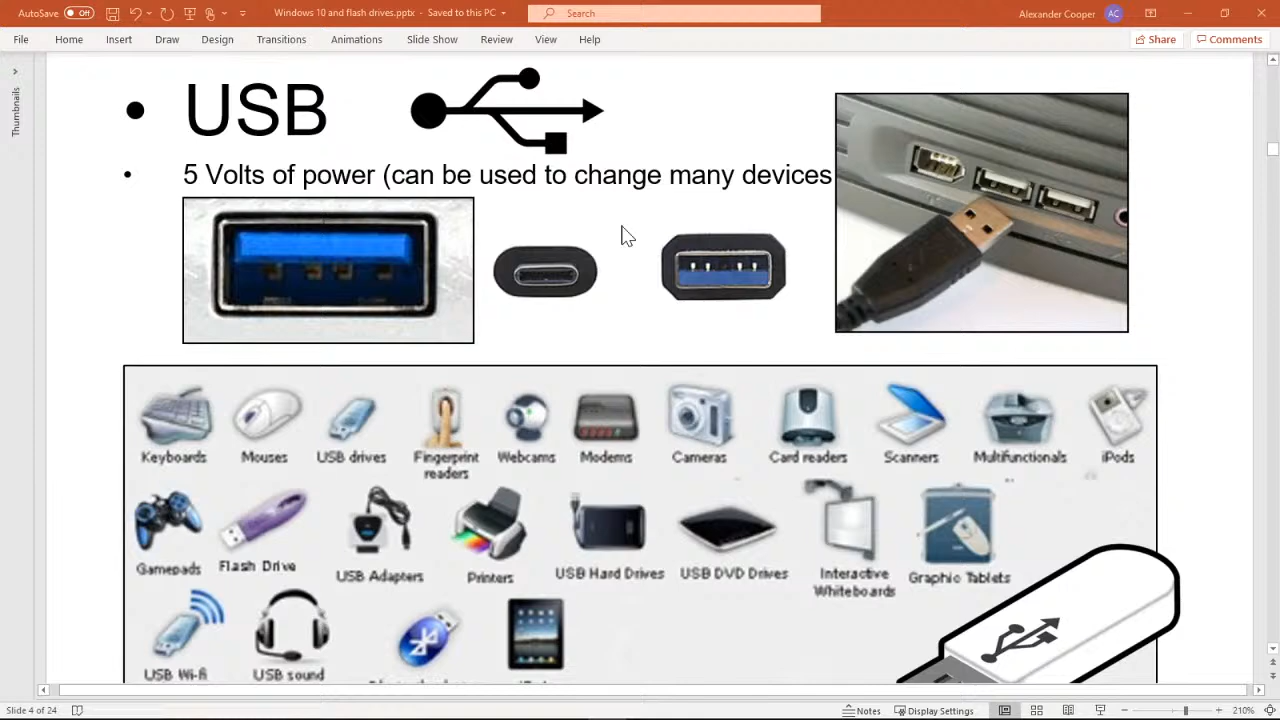 AutoSave Off Windows 10 and flash drives.pptx - Saved to this PC Search Alexander Cooper AC
File Home Insert Draw Design Transitions Animations Slide Show Review View Help Share Comments
Thumbnails
• USB
• 5 Volts of power (can be used to change many devices
Keyboards Mouses USB drives Fingerprint readers Webcams Modems Cameras Card readers Scanners Multifunctionals iPods
Gamepads Flash Drive USB Adapters Printers USB Hard Drives USB DVD Drives Interactive Whiteboards Graphic Tablets
USB Wi-fi USB sound
Slide 4 of 24 Notes Display Settings 210%